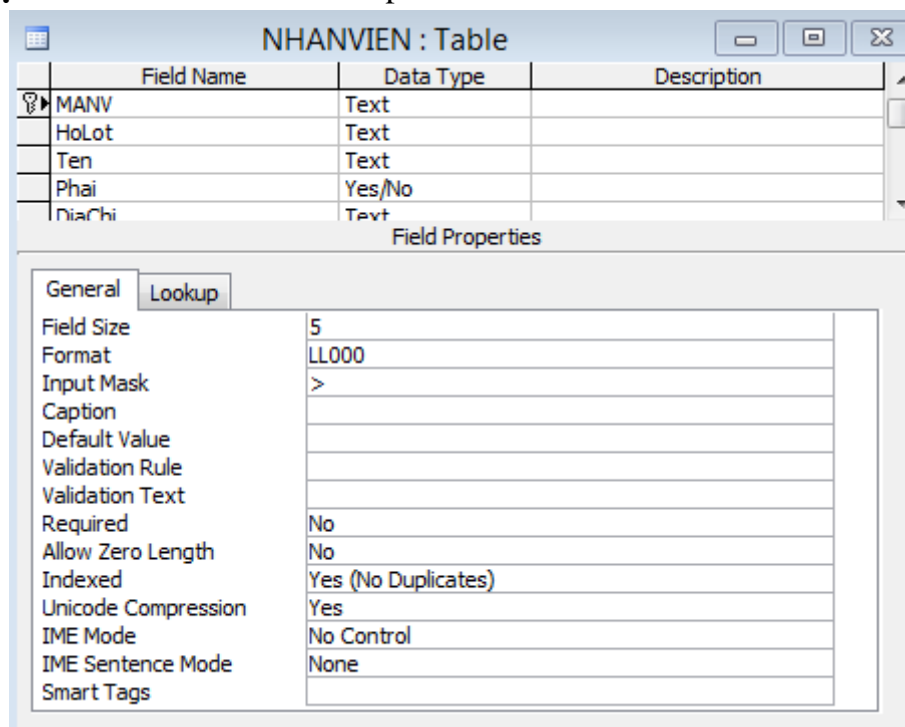 NHANVIEN : Table
Field Name Data Type Description
MANV Text
HoLot Text
Ten Text
Phai Yes/No
DiaChi Text
Field Properties
General Lookup
Field Size 5
Format LL000
Input Mask >
Caption
Default Value
Validation Rule
Validation Text
Required No
Allow Zero Length No
Indexed Yes (No Duplicates)
Unicode Compression Yes
IME Mode No Control
IME Sentence Mode None
Smart Tags